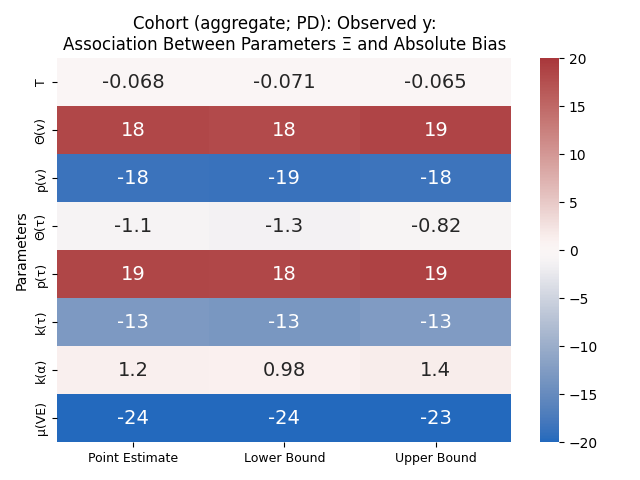 Cohort (aggregate; PD): Observed y:
Association Between Parameters Ξ and Absolute Bias
Parameters
T
-0.068 -0.071 -0.065
Θ(v)
18 18 19
p(v)
-18 -19 -18
Θ(τ)
-1.1 -1.3 -0.82
p(τ)
19 18 19
k(τ)
-13 -13 -13
k(α)
1.2 0.98 1.4
μ(VE)
-24 -24 -23
Point Estimate Lower Bound Upper Bound
20
15
10
5
0
−5
−10
−15
−20